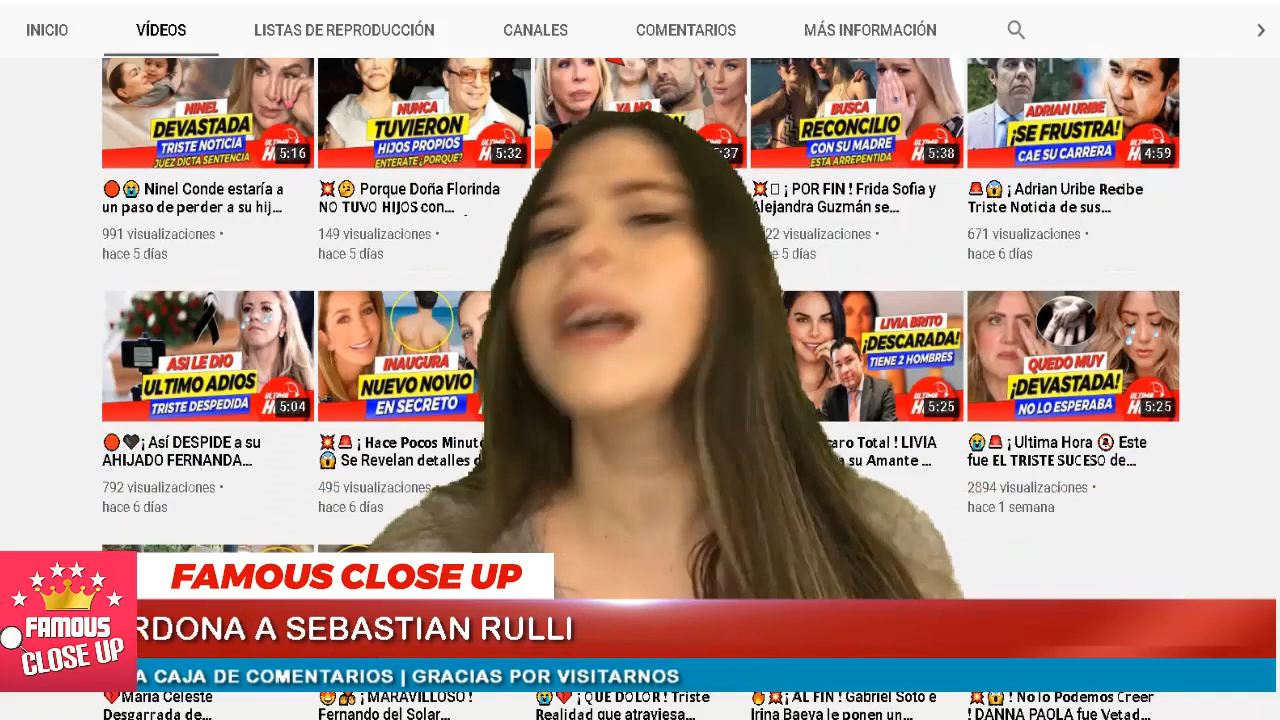 INICIO VÍDEOS LISTAS DE REPRODUCCIÓN CANALES COMENTARIOS MÁS INFORMACIÓN
NINEL
DEVASTADA
TRISTE NOTICIA
JUEZ DICTA SENTENCIA
5:16
NUNCA
TUVIERON
HIJOS PROPIOS
ENTERATE ¿PORQUE?
5:32
YA NO
:37
BUSCA
RECONCILIO
CON SU MADRE
ESTA ARREPENTIDA
5:38
ADRIAN URIBE
¡SE FRUSTRA!
CAE SU CARRERA
4:59
🔴😭 Ninel Conde estaría a
un paso de perder a su hij...
991 visualizaciones •
hace 5 días
💥🤔 Porque Doña Florinda
NO TUVO HIJOS con...
149 visualizaciones •
hace 5 días
💥 ¡ POR FIN ! Frida Sofia y
Alejandra Guzmán se...
22 visualizaciones •
e 5 días
🚨😱 ¡ Adrian Uribe Recibe
Triste Noticia de sus...
671 visualizaciones •
hace 6 días
ASI LE DIO
ULTIMO ADIOS
TRISTE DESPEDIDA
5:04
INAUGURA
NUEVO NOVIO
EN SECRETO
LIVIA BRITO
¡DESCARADA!
TIENE 2 HOMBRES
5:25
QUEDO MUY
¡DEVASTADA!
NO LO ESPERABA
5:25
🔴🖤¡ Así DESPIDE a su
AHIJADO FERNANDA...
792 visualizaciones •
hace 6 días
💥🚨 ¡ Hace Pocos Minut
😱 Se Revelan detalles d
495 visualizaciones •
hace 6 días
aro Total ! LIVIA
a su Amante ...
😭🚨 ¡ Ultima Hora 🔕 Este
fue EL TRISTE SUCESO de...
2894 visualizaciones •
hace 1 semana
FAMOUS CLOSE UP
FAMOUS
CLOSE UP
RDONA A SEBASTIAN RULLI
A CAJA DE COMENTARIOS | GRACIAS POR VISITARNOS
💔Maria Celeste
Desgarrada de...
¡ MARAVILLOSO !
Fernando del Solar...
😭💔 ¡ QUE DOLOR ! Triste
Realidad que atraviesa...
🔥💥¡ AL FIN ! Gabriel Soto e
Irina Baeva le ponen un ...
💥😱 ! No lo Podemos Creer
! DANNA PAOLA fue Vetad...